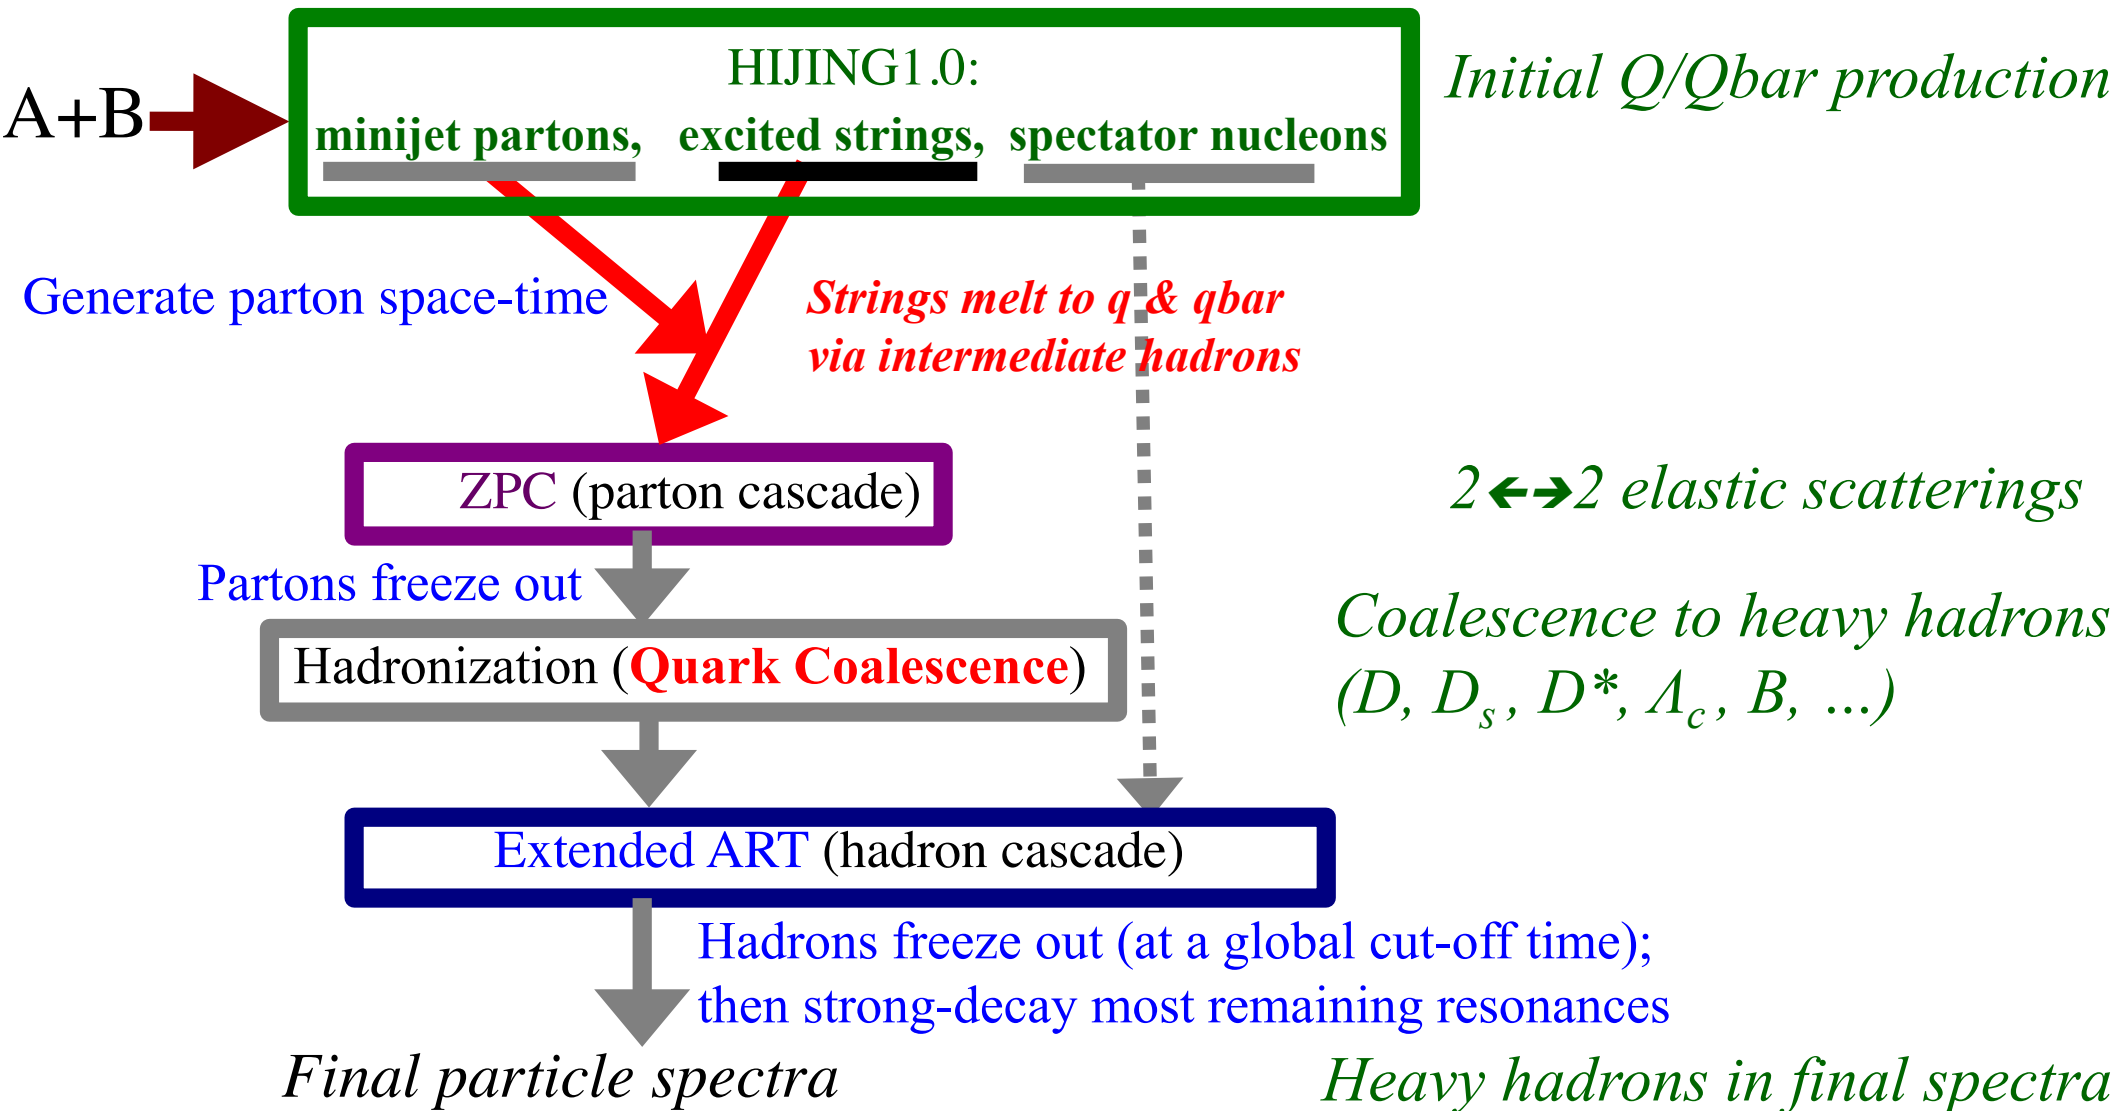 HIJING1.0:
Initial Q/Qbar production
A+B
minijet partons, excited strings, spectator nucleons
Generate parton space-time
Strings melt to q & qbar
via intermediate hadrons
ZPC (parton cascade)
2↔2 elastic scatterings
Partons freeze out
Coalescence to heavy hadrons
Hadronization (Quark Coalescence)
(D, Ds, D*, Λc, B, ...)
Extended ART (hadron cascade)
Hadrons freeze out (at a global cut-off time);
then strong-decay most remaining resonances
Final particle spectra
Heavy hadrons in final spectra